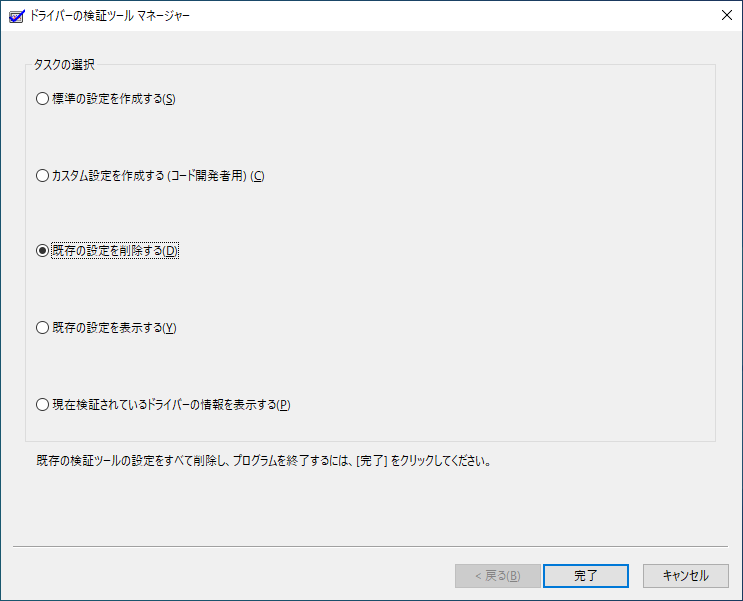 ドライバーの検証ツール マネージャー
タスクの選択
標準の設定を作成する(S)
カスタム設定を作成する (コード開発者用) (C)
既存の設定を削除する(D)
既存の設定を表示する(Y)
現在検証されているドライバーの情報を表示する(P)
既存の検証ツールの設定をすべて削除し、プログラムを終了するには、[完了] をクリックしてください。
< 戻る(B)
完了
キャンセル